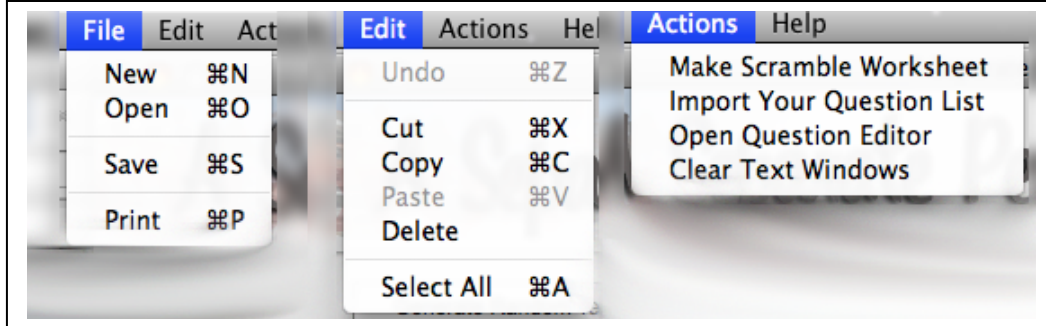 File Edit Act
New ⌘N
Open ⌘O
Save ⌘S
Print ⌘P
Edit Actions Hel
Undo ⌘Z
Cut ⌘X
Copy ⌘C
Paste ⌘V
Delete
Select All ⌘A
Actions Help
Make Scramble Worksheet
Import Your Question List
Open Question Editor
Clear Text Windows